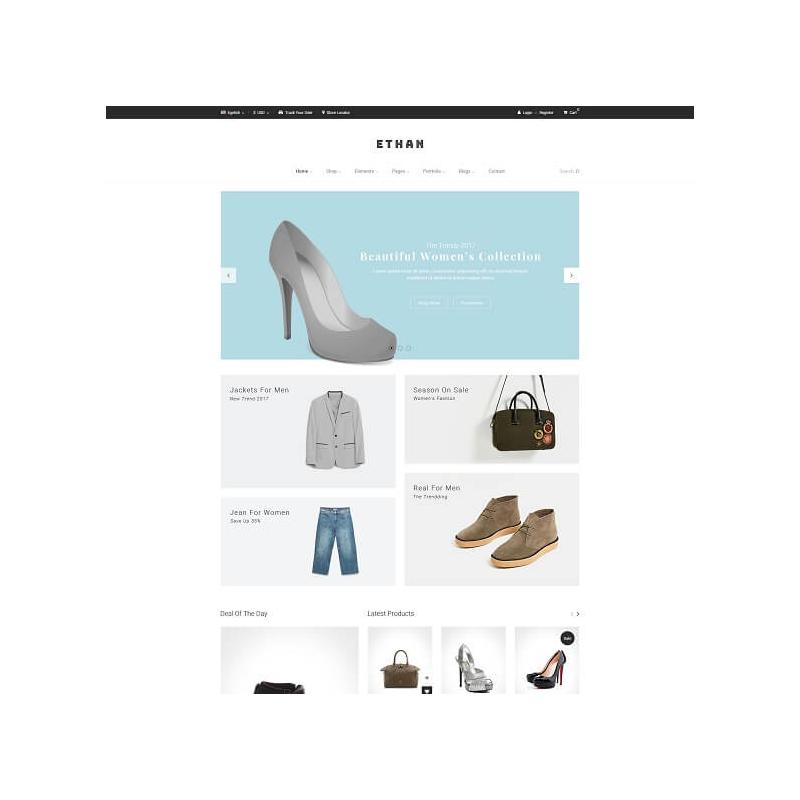 English $ USD Track Your Order Store Locator Login or Register Cart 0
ETHAN
Home Shop Elements Pages Portfolio Blogs Contact Search
The Trendy 2017
Beautiful Women's Collection
Shop Now
Jackets For Men
New Trend 2017
Season On Sale
Women's Fashion
Real For Men
The Trendding
Jean For Women
Save Up 35%
Deal Of The Day
Latest Products
Sale